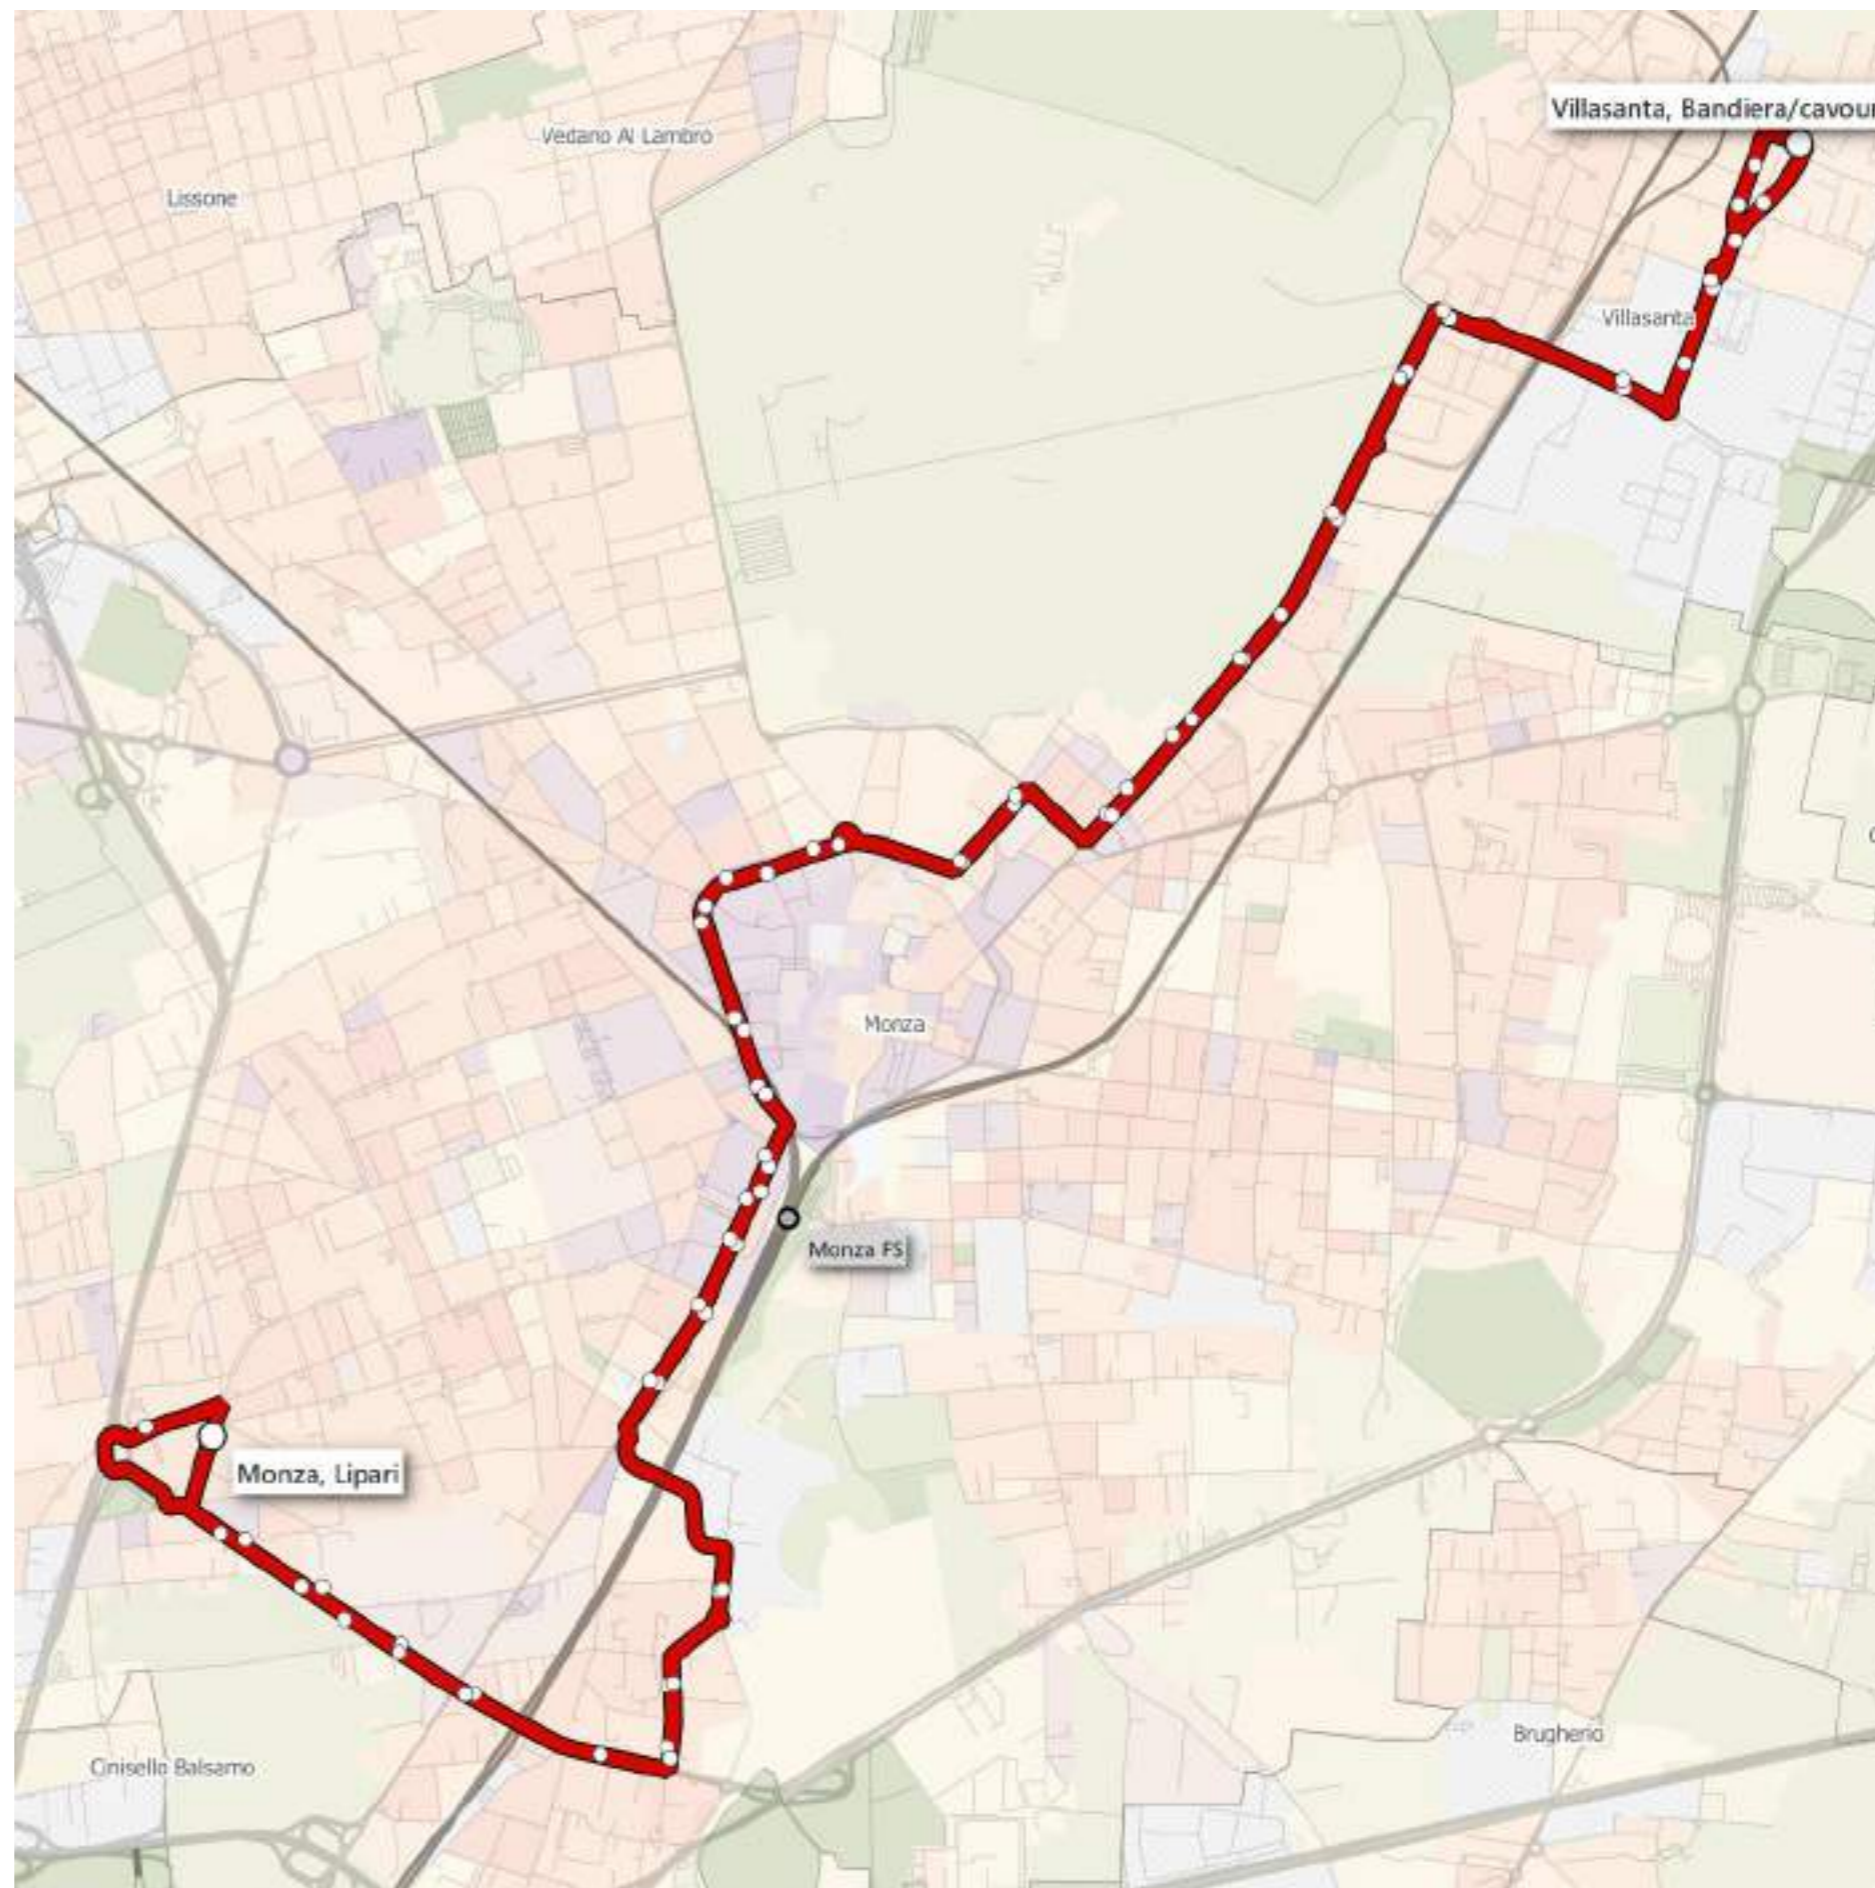 Villasanta, Bandiera/cavour
Vedano Al Lambro
Lissone
Villasanta
Monza
Monza FS
Monza, Lipari
Brugherio
Cinisello Balsamo